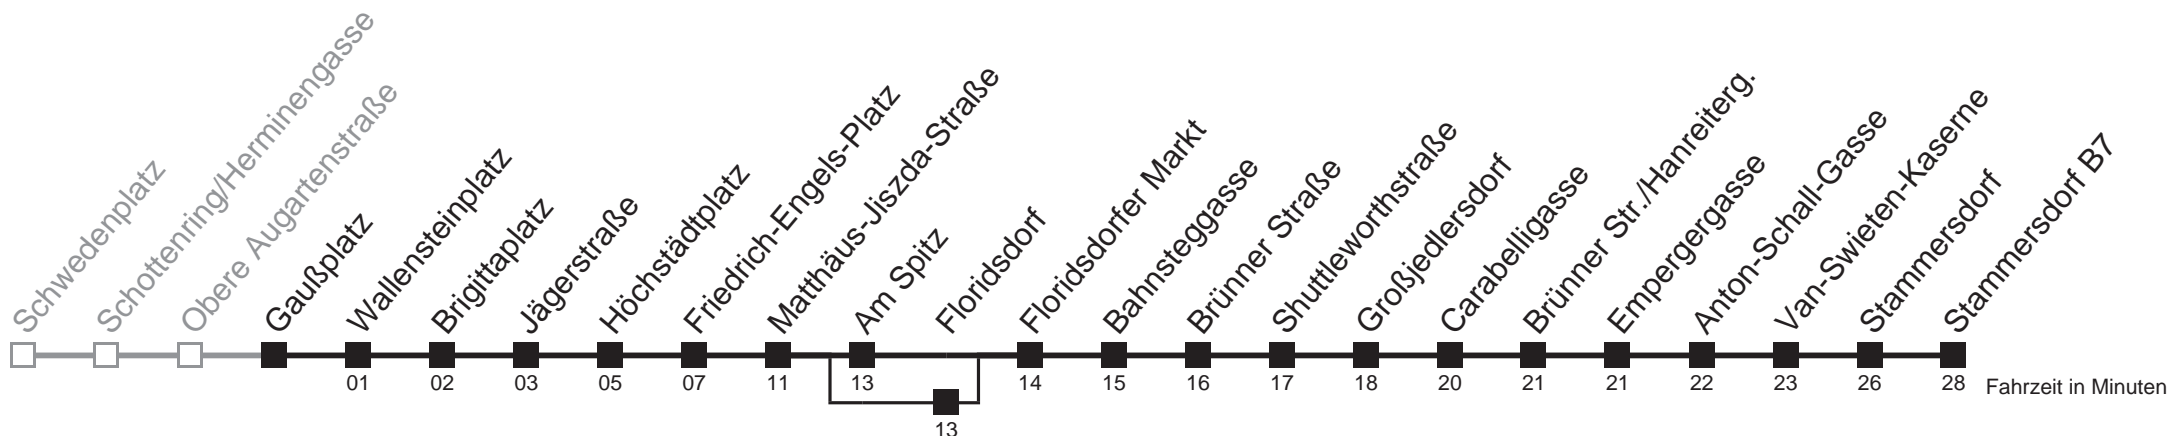 Schwedenplatz
Schottenring/Herminengasse
Obere Augartenstraße
Gaußplatz
Wallensteinplatz
Brigittaplatz
Jägerstraße
Höchstädtplatz
Friedrich-Engels-Platz
Matthäus-Jiszda-Straße
Am Spitz
Floridsdorf
Floridsdorfer Markt
Bahnsteggasse
Brünner Straße
Shuttleworthstraße
Großjedlersdorf
Carabelligasse
Brünner Str./Hanreiterg.
Empergergasse
Anton-Schall-Gasse
Van-Swieten-Kaserne
Stammersdorf
Stammersdorf B7
01 02 03 05 07 11 13 14 15 16 17 18 20 21 21 22 23 26 28 Fahrzeit in Minuten
13